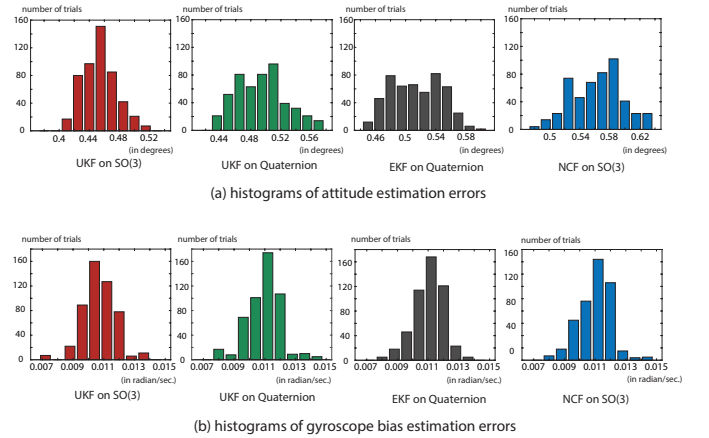 number of trials number of trials number of trials number of trials
160 160 160 160
120 120 120 120
80 80 80 80
40 40 40 40
0 0 0 0
0.4 0.44 0.48 0.52 0.44 0.48 0.52 0.56 0.46 0.5 0.54 0.58 0.5 0.54 0.58 0.62
(in degrees) (in degrees) (in degrees) (in degrees)
UKF on SO(3) UKF on Quaternion EKF on Quaternion NCF on SO(3)
(a) histograms of attitude estimation errors
number of trials number of trials number of trials number of trials
160 160 160 160
120 120 120 120
80 80 80 80
40 40 40 40
0 0 0 0
0.007 0.009 0.011 0.013 0.015 0.007 0.009 0.011 0.013 0.015 0.007 0.009 0.011 0.013 0.015 0.007 0.009 0.011 0.013 0.015
(in radian/sec.) (in radian/sec.) (in radian/sec.) (in radian/sec.)
UKF on SO(3) UKF on Quaternion EKF on Quaternion NCF on SO(3)
(b) histograms of gyroscope bias estimation errors